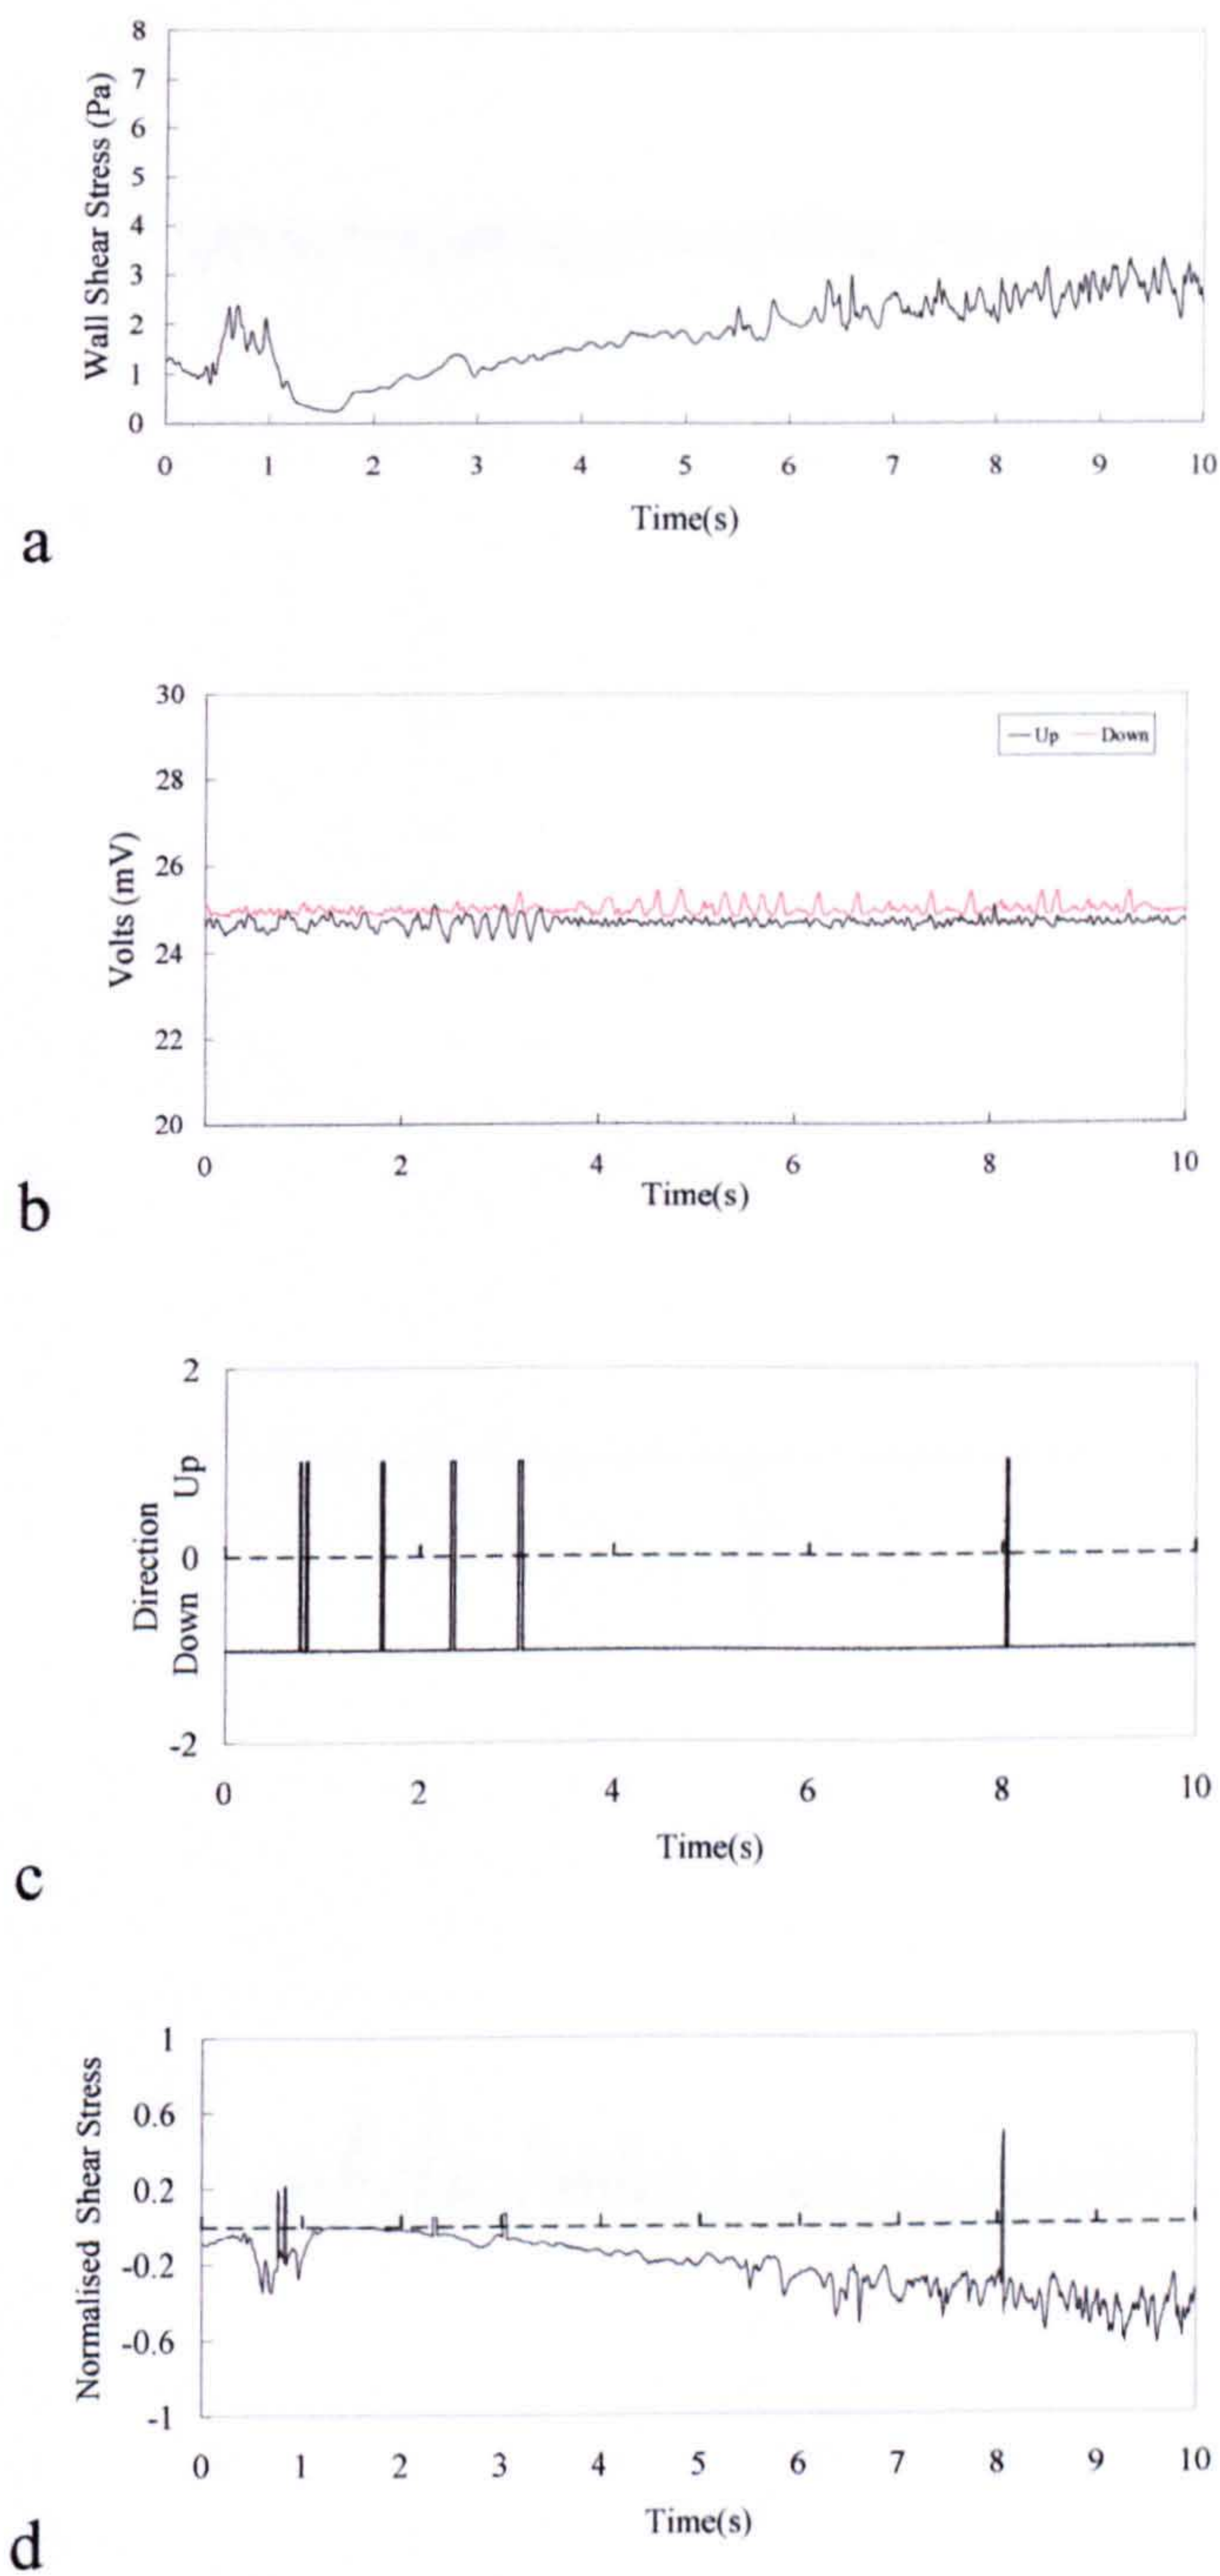 8
7
6
5
4
3
2
1
0
Wall Shear Stress (Pa)
0 1 2 3 4 5 6 7 8 9 10
Time(s)
a
30
28
26
24
22
20
Volts (mV)
Up Down
0 2 4 6 8 10
Time(s)
b
2
0
-2
Direction
Down Up
0 2 4 6 8 10
Time(s)
c
1
0.6
0.2
-0.2
-0.6
-1
Normalised Shear Stress
0 1 2 3 4 5 6 7 8 9 10
Time(s)
d